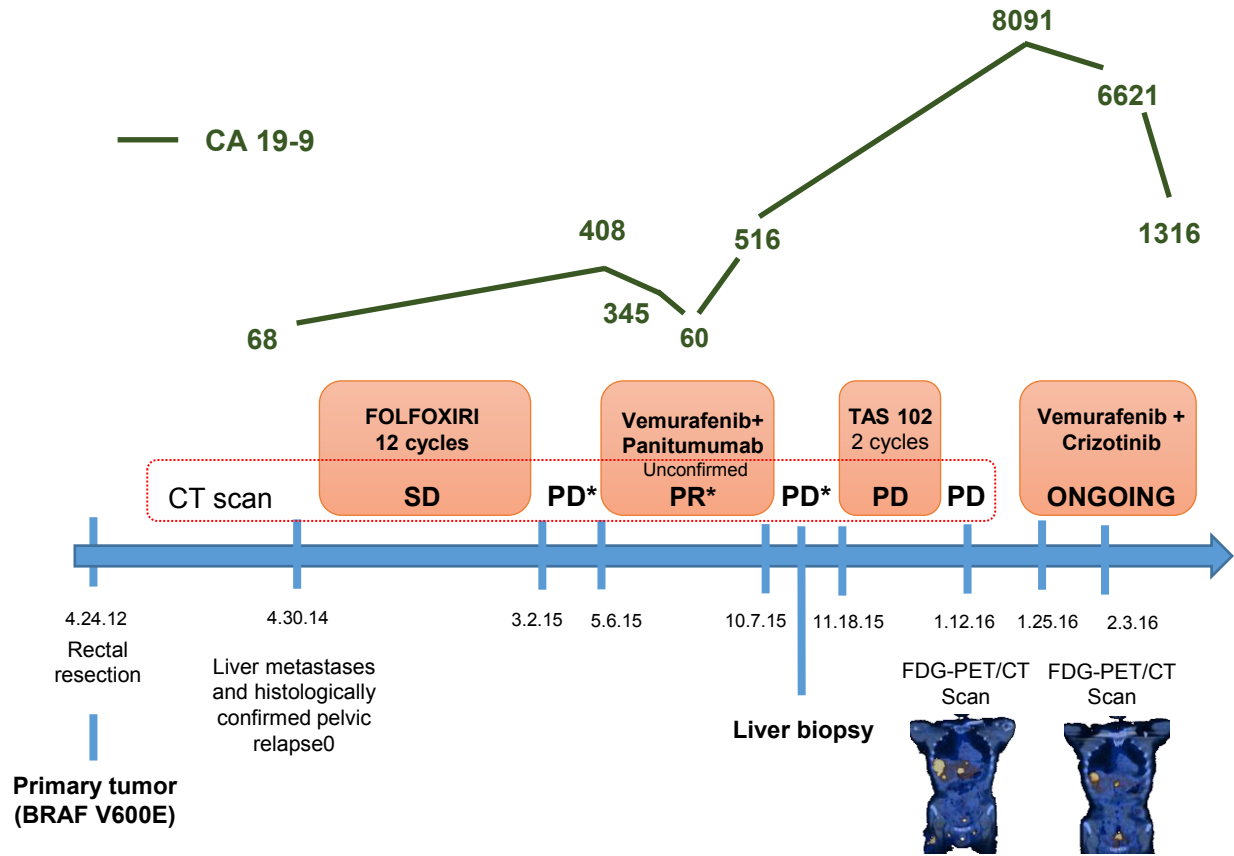 8091
6621
CA 19-9
408
516
1316
345
68
60
FOLFOXIRI
12 cycles
SD
Vemurafenib+
Panitumumab
Unconfirmed
PR*
TAS 102
2 cycles
PD
Vemurafenib +
Crizotinib
ONGOING
CT scan
PD*
PD*
PD
4.24.12
Rectal
resection
4.30.14
Liver metastases
and histologically
confirmed pelvic
relapse0
3.2.15
5.6.15
10.7.15
11.18.15
1.12.16
1.25.16
2.3.16
FDG-PET/CT
Scan
FDG-PET/CT
Scan
Liver biopsy
Primary tumor
(BRAF V600E)